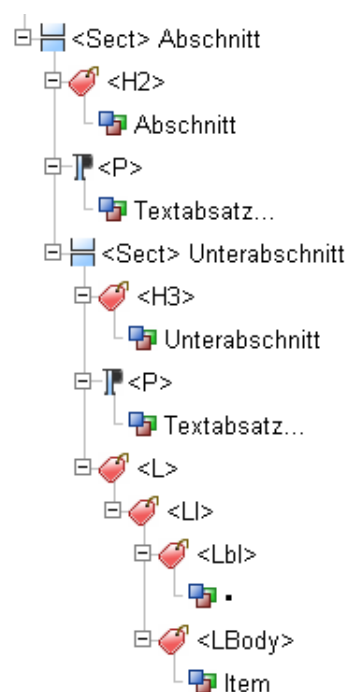 <Sect> Abschnitt
<H2>
Abschnitt
<P>
Textabsatz...
<Sect> Unterabschnitt
<H3>
Unterabschnitt
<P>
Textabsatz...
<L>
<LI>
<Lbl>
▪
<LBody>
Item